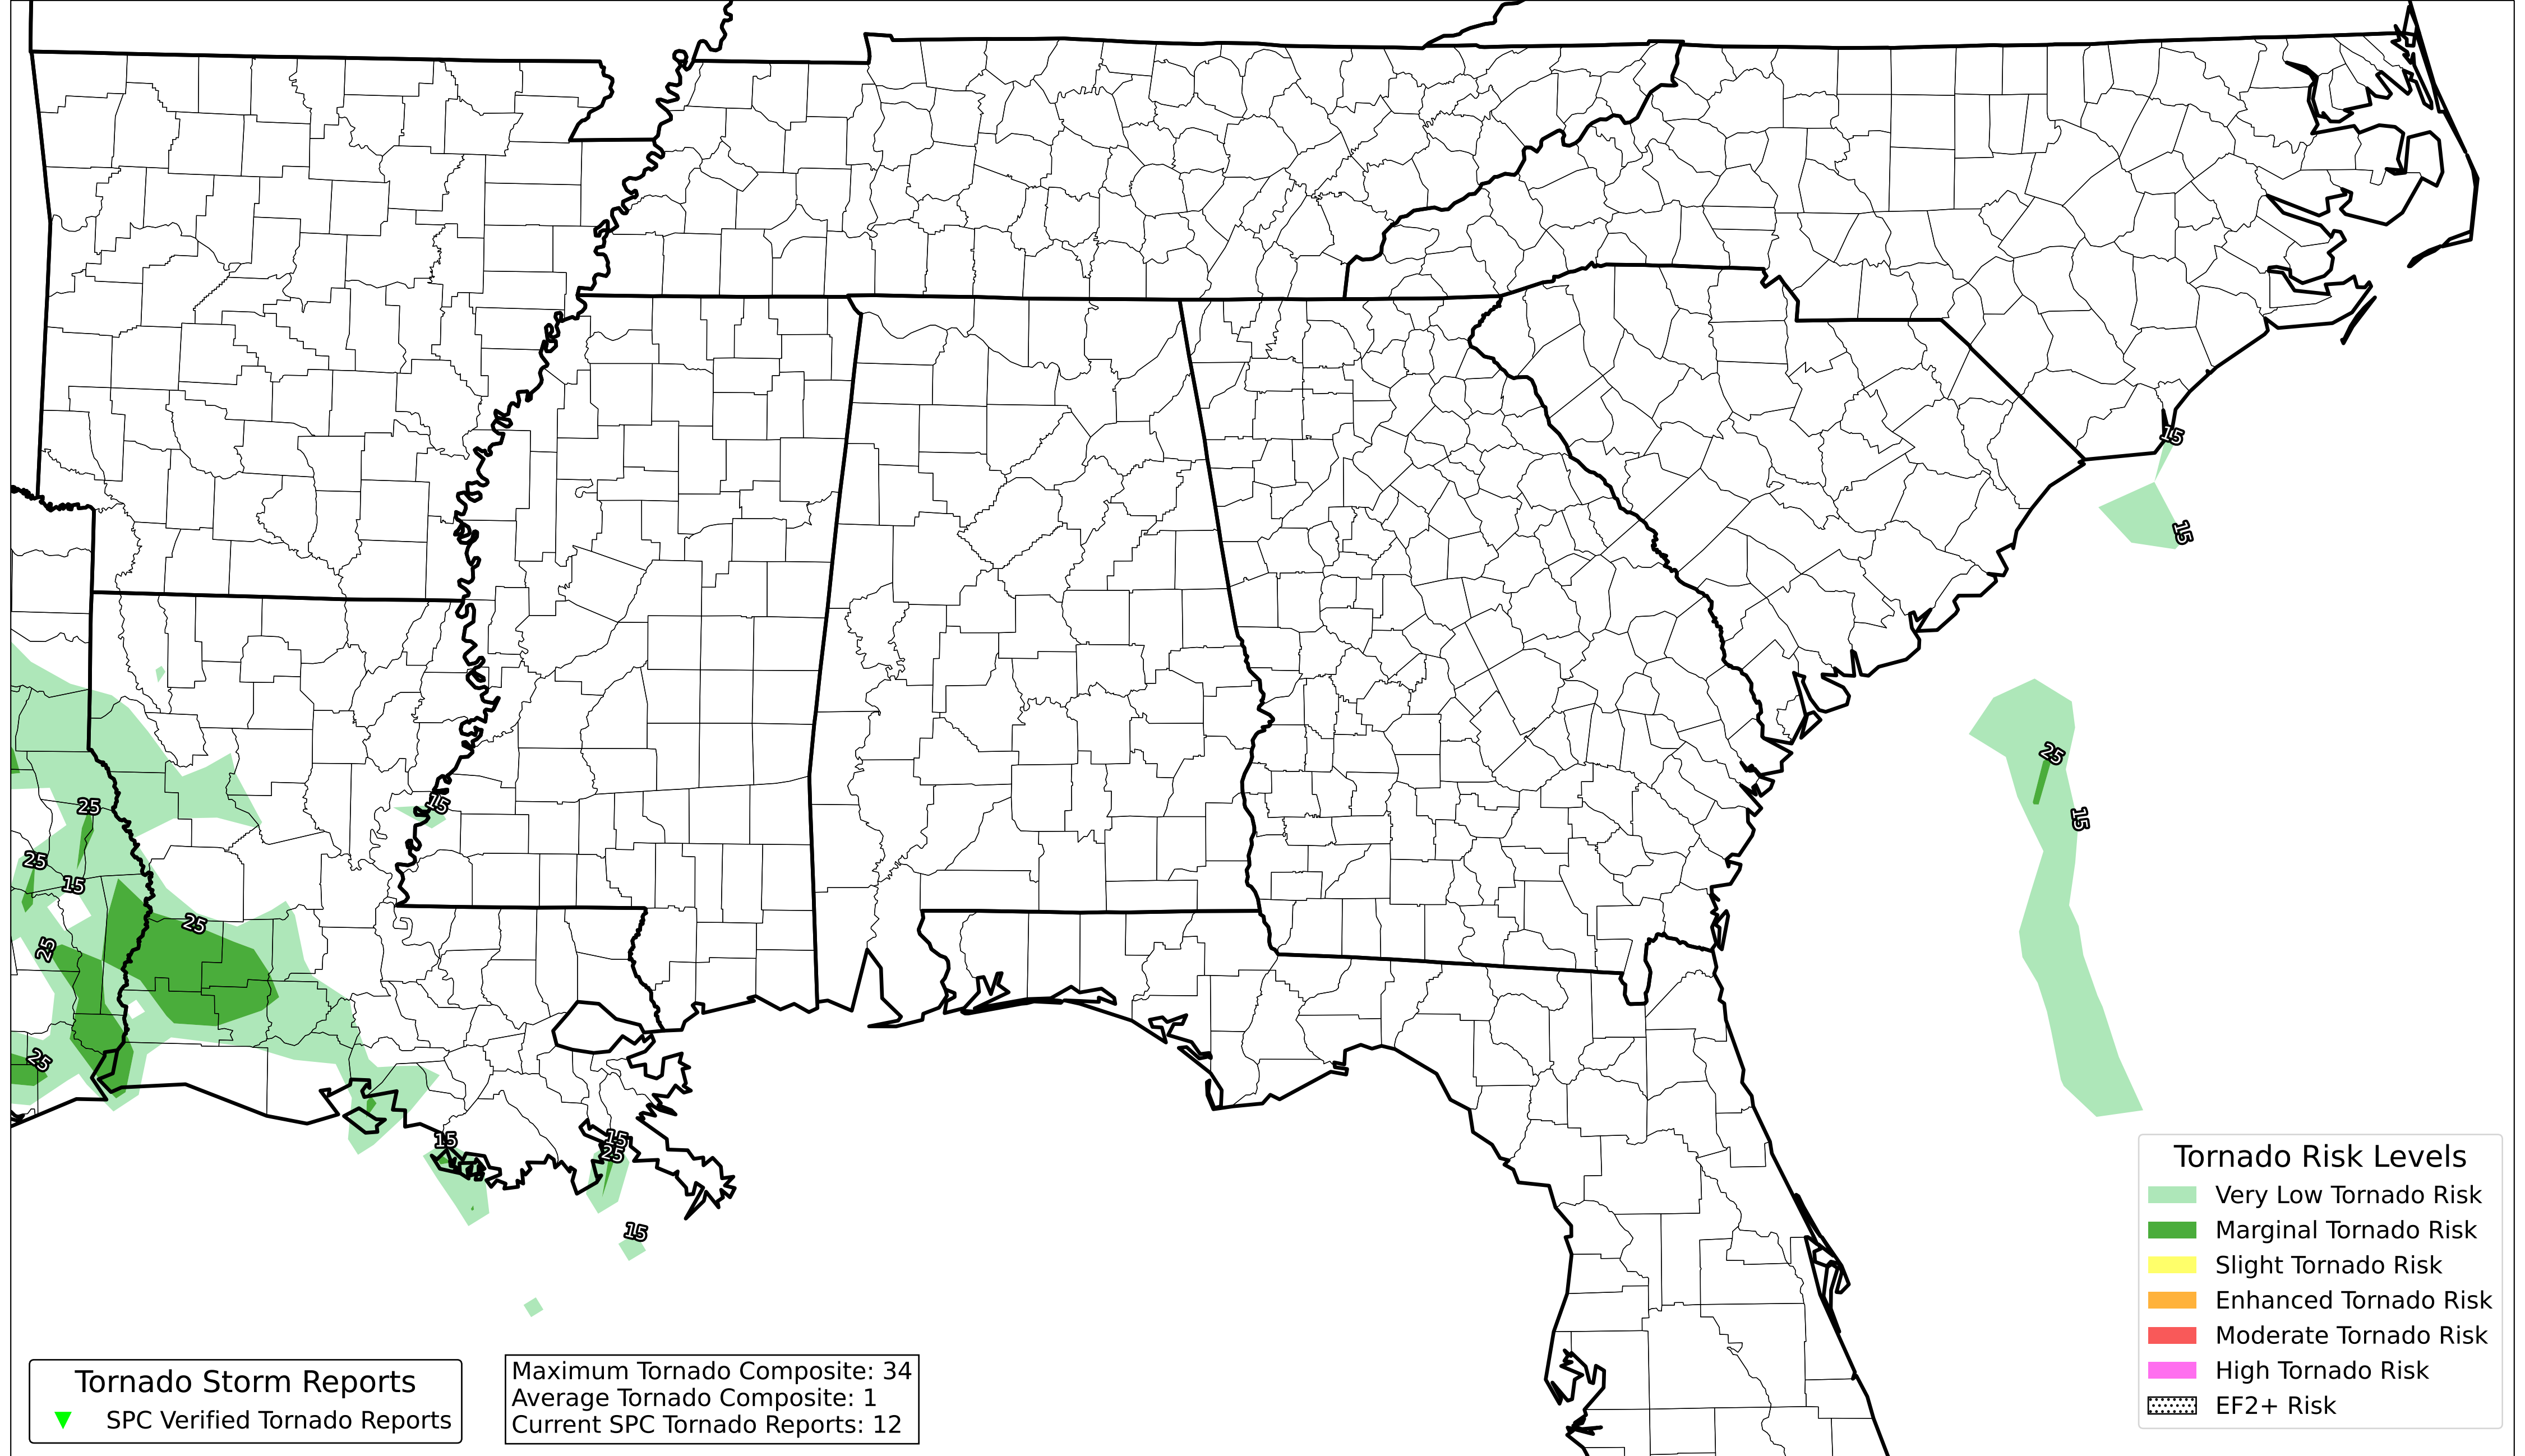 15
15
25
15
15
25
25
15
25
25
25
15
15
25
15
Tornado Risk Levels
Very Low Tornado Risk
Marginal Tornado Risk
Slight Tornado Risk
Enhanced Tornado Risk
Moderate Tornado Risk
High Tornado Risk
EF2+ Risk
Tornado Storm Reports
SPC Verified Tornado Reports
Maximum Tornado Composite: 34
Average Tornado Composite: 1
Current SPC Tornado Reports: 12